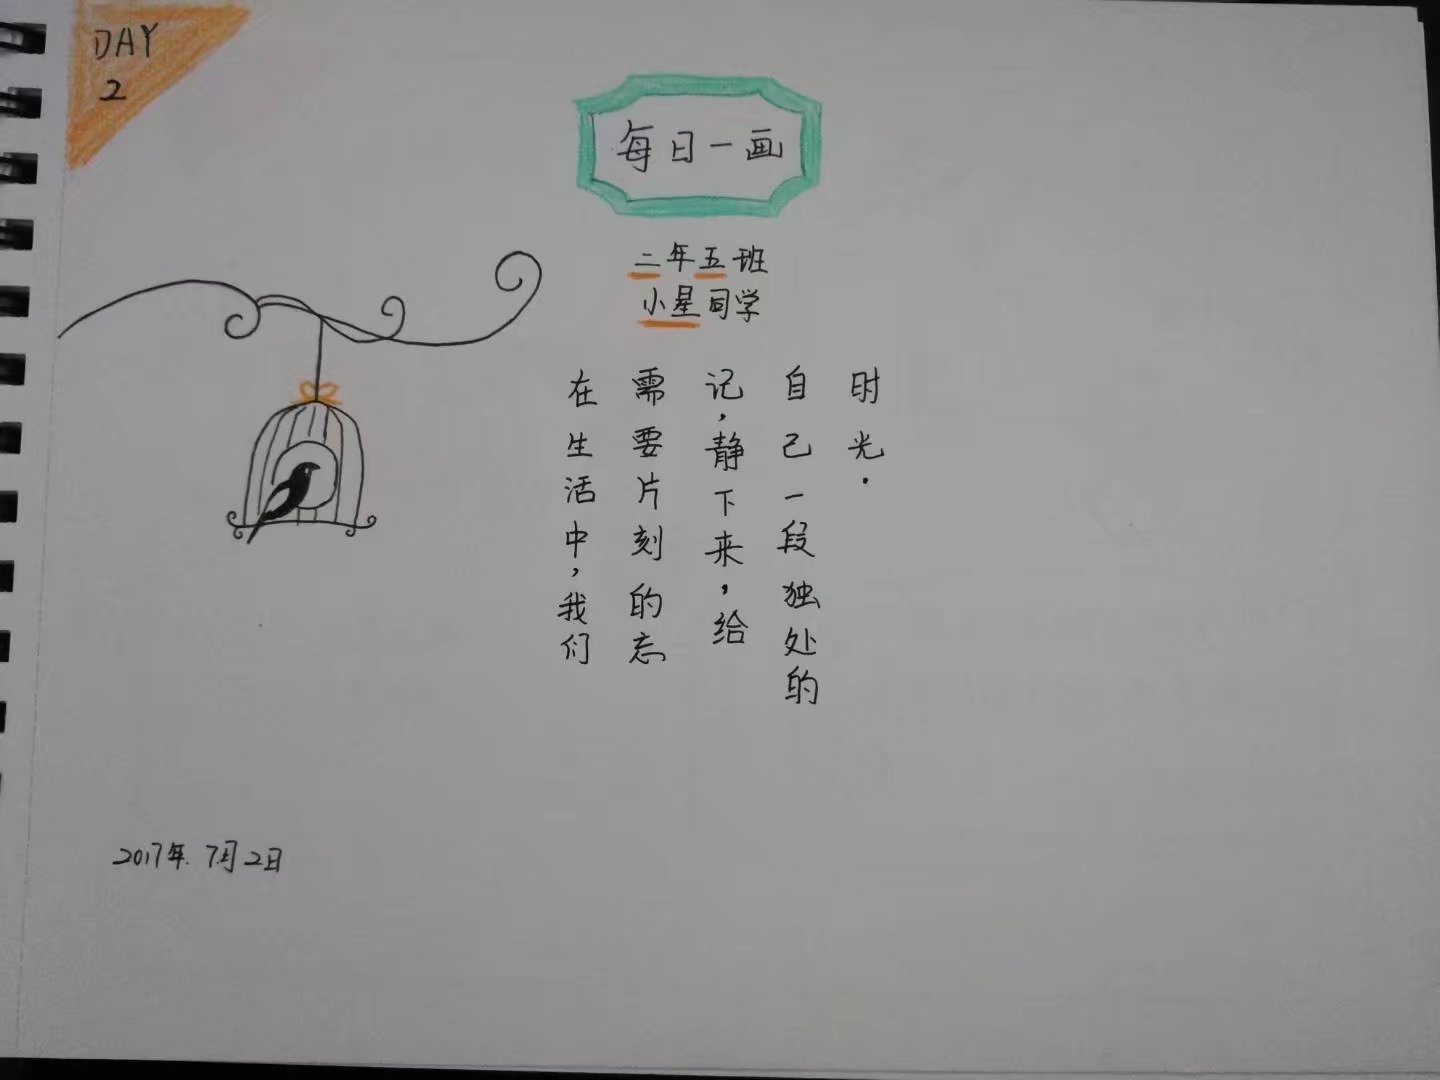 DAY
2
每日一画
二年五班
小星同学
在生活中,我们
需要片刻的忘
记,静下来,给
自己一段独处的
时光.
2017年.7月2日